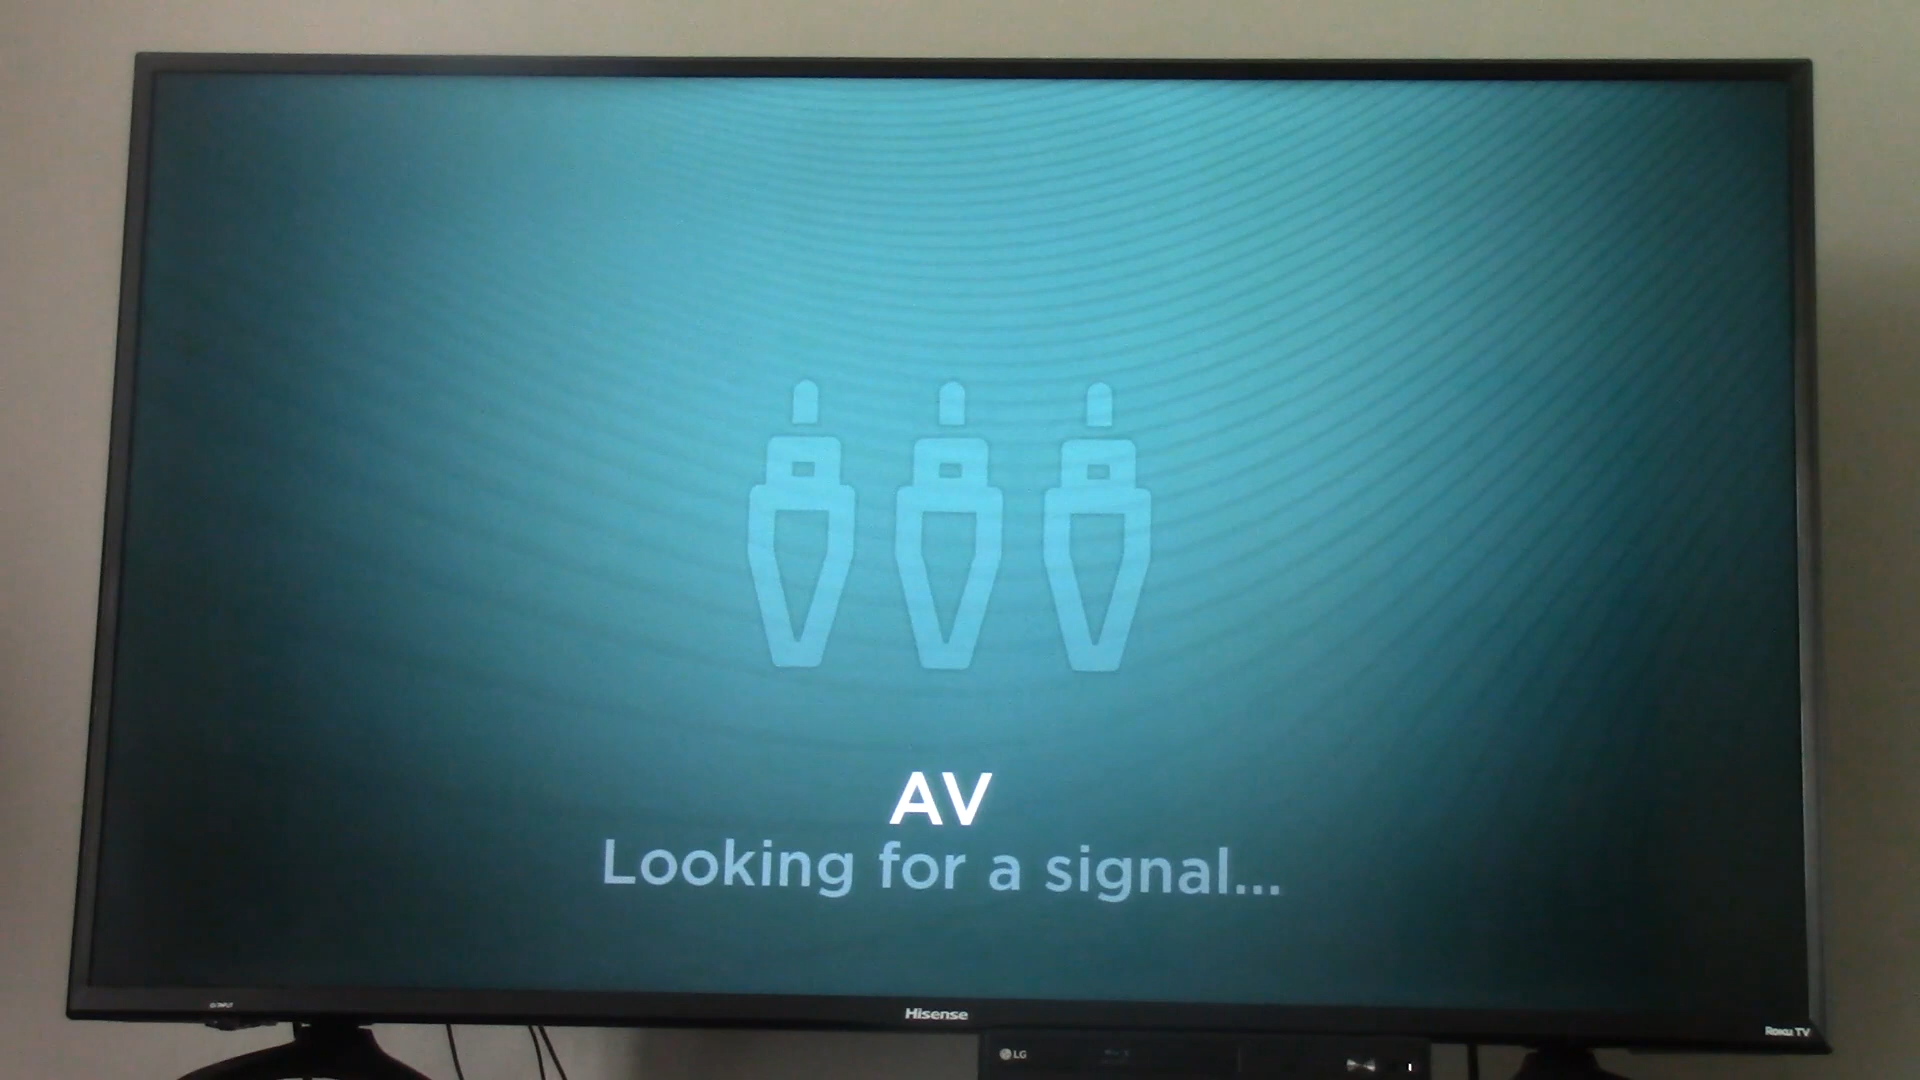 AV
Looking for a signal...
Hisense
Roku TV
LG